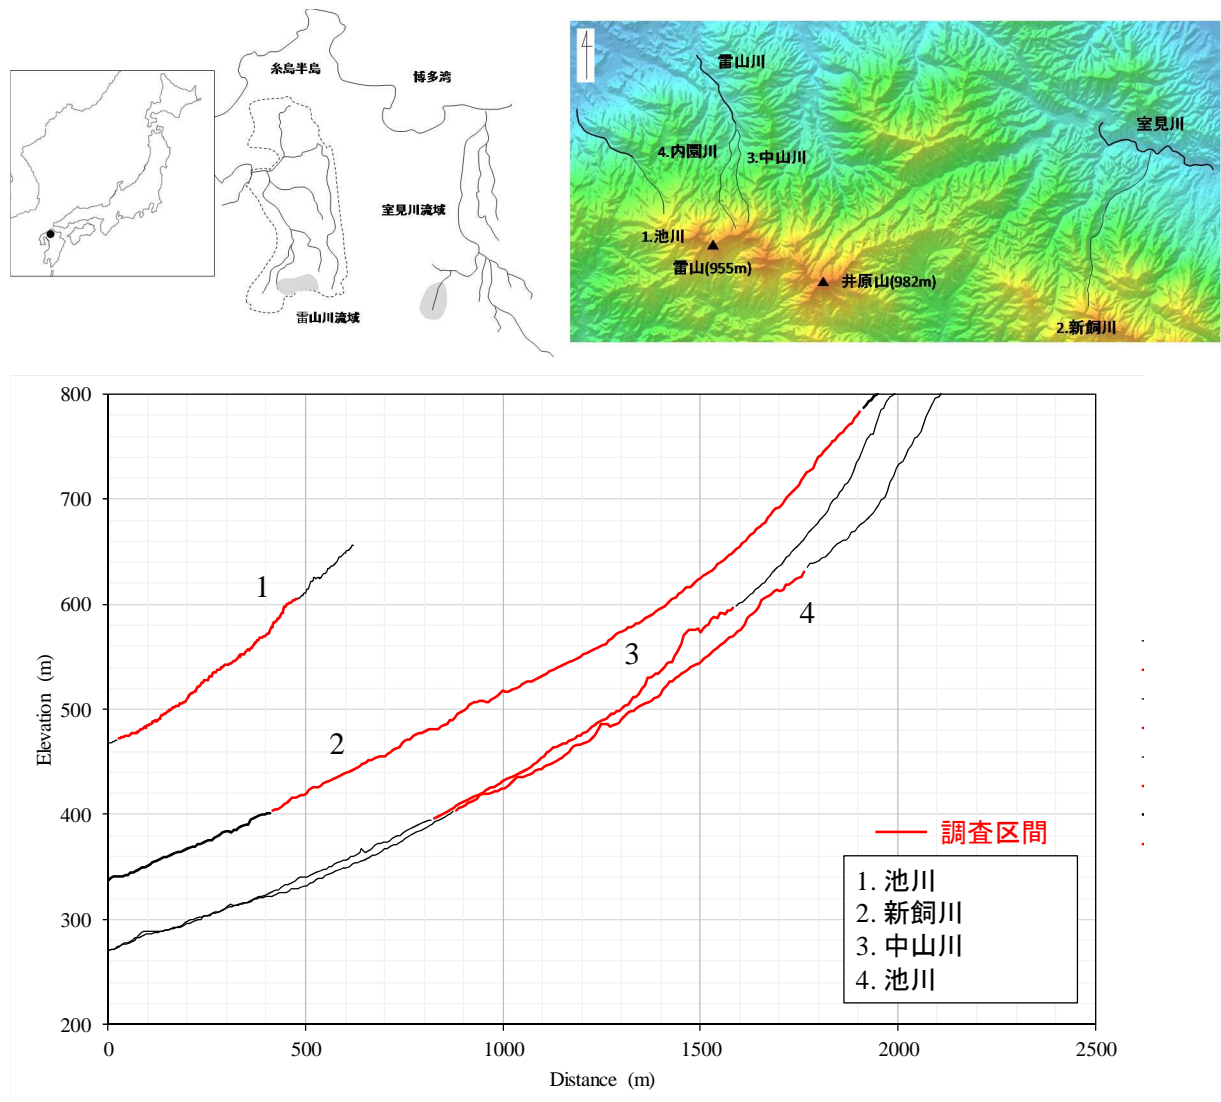 糸島半島
博多湾
室見川流域
雷山川流域
雷山川
室見川
4.内園川
3.中山川
1.池川
雷山(955m)
井原山(982m)
2.新飼川
800
700
600
500
400
300
200
Elevation (m)
1
2
3
4
調査区間
1. 池川
2. 新飼川
3. 中山川
4. 池川
0
500
1000
1500
2000
2500
Distance (m)